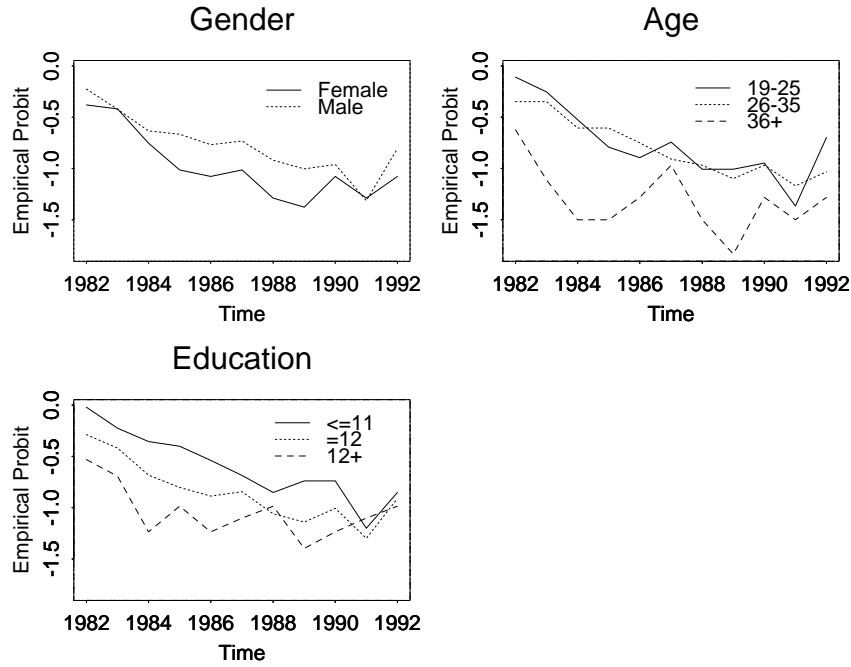 Gender
Empirical Probit
0.0
-0.5
-1.0
-1.5
Female
Male
1982 1984 1986 1988 1990 1992
Time
Age
Empirical Probit
0.0
-0.5
-1.0
-1.5
19-25
26-35
36+
1982 1984 1986 1988 1990 1992
Time
Education
Empirical Probit
0.0
-0.5
-1.0
-1.5
<=11
=12
12+
1982 1984 1986 1988 1990 1992
Time